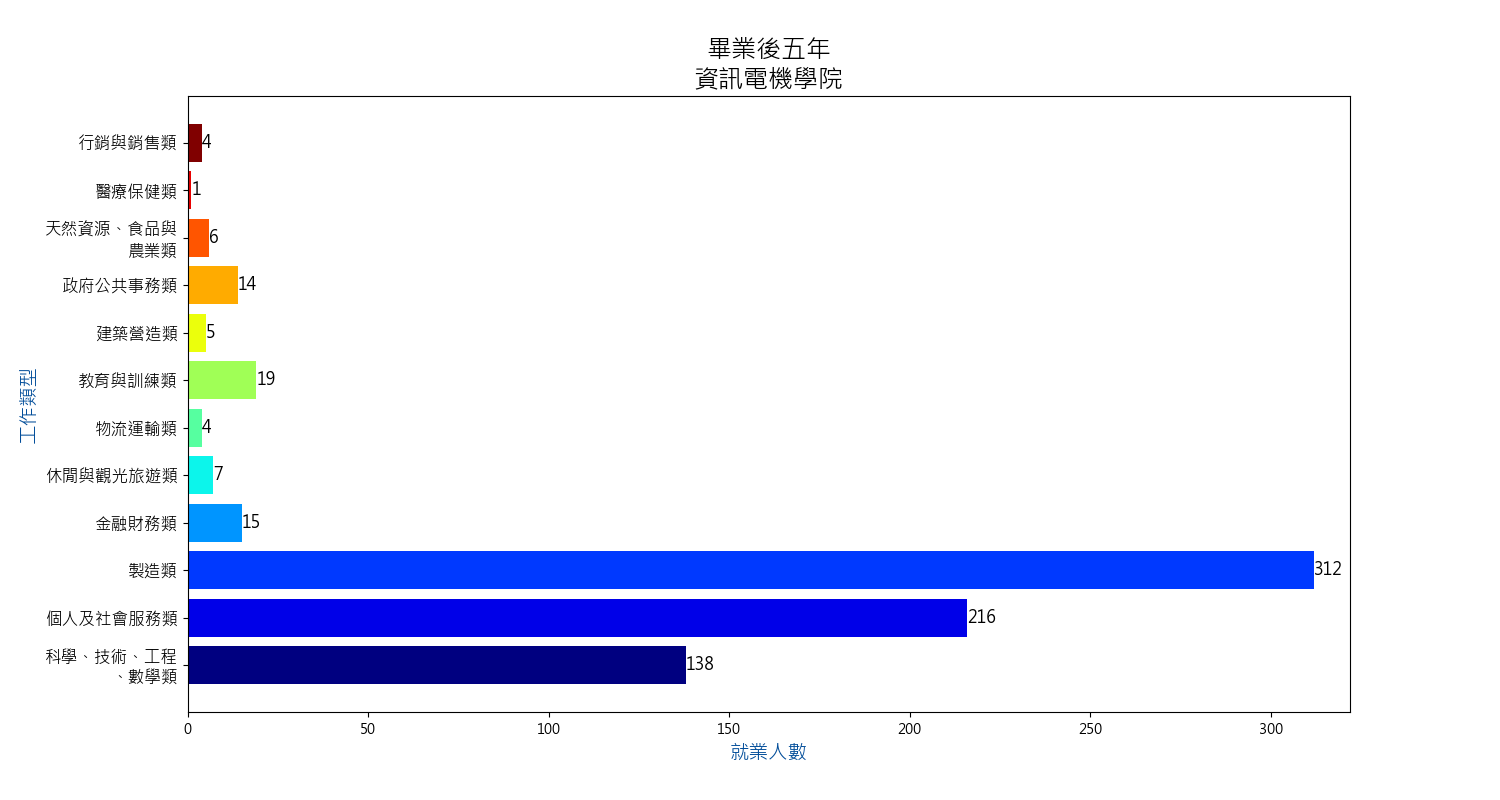 畢業後五年
資訊電機學院
行銷與銷售類
4
醫療保健類
1
天然資源、食品與
農業類
6
政府公共事務類
14
建築營造類
5
教育與訓練類
19
物流運輸類
4
休閒與觀光旅遊類
7
金融財務類
15
製造類
312
個人及社會服務類
216
科學、技術、工程
、數學類
138
工作類型
0
50
100
150
200
250
300
就業人數